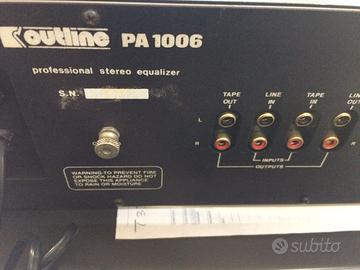 outline PA 1006
professional stereo equalizer
S.N.
TAPE OUT
LINE IN
TAPE IN
LINE
L
R
R
INPUTS
OUTPUTS
WARNING-TO PREVENT FIRE
OR SHOCK HAZARD DO NOT
EXPOSE THIS APPLIANCE
TO RAIN OR MOISTURE
73
subito